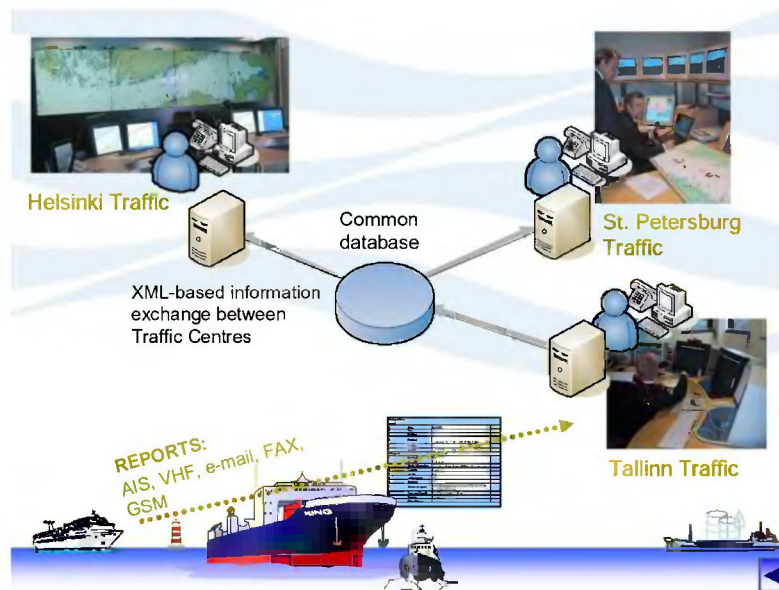 Helsinki Traffic
Common
database
St. Petersburg
Traffic
XML-based information
exchange between
Traffic Centres
REPORTS:
AIS, VHF, e-mail, FAX,
GSM
Tallinn Traffic